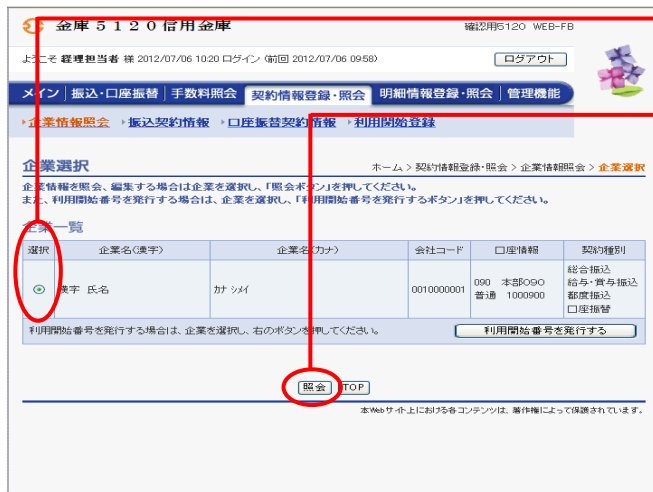 金庫５１２０信用金庫
確認用5120 WEB-FB
ようこそ 経理担当者 様 2012/07/06 10:20 ログイン (前回 2012/07/06 09:58)
ログアウト
メイン 振込・口座振替 手数料照会 契約情報登録・照会 明細情報登録・照会 管理機能
企業情報照会 振込契約情報 口座振替契約情報 利用開始登録
企業選択
ホーム > 契約情報登録・照会 > 企業情報照会 > 企業選択
企業情報を照会、編集する場合は企業を選択し、「照会ボタン」を押してください。
また、利用開始番号を発行する場合は、企業を選択し、「利用開始番号を発行するボタン」を押してください。
企業一覧
選択 企業名(漢字) 企業名(カナ) 会社コード 口座情報 契約種別
漢字 氏名 カナ シメイ 0010000001 090 本部090 普通 1000900
総合振込
給与・賞与振込
都度振込
口座振替
利用開始番号を発行する場合は、企業を選択し、右のボタンを押してください。
利用開始番号を発行する
照会 TOP
本Webサイト上における各コンテンツは、著作権によって保護されています。